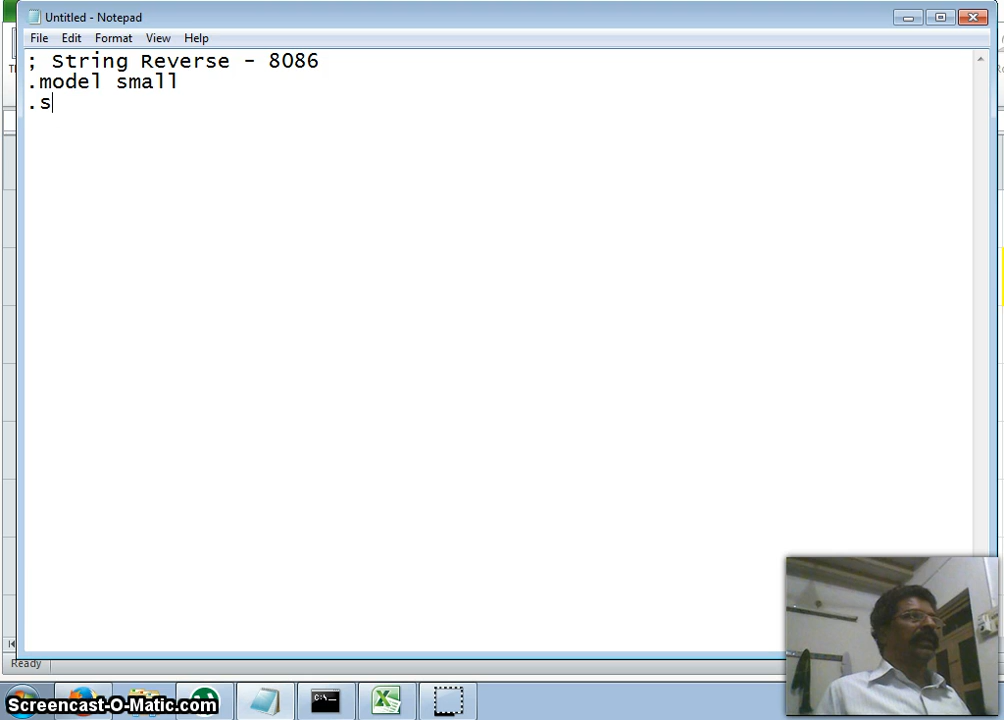 Untitled - Notepad
File Edit Format View Help
; String Reverse - 8086
.model small
.s
Ready
C:\_
Screencast-O-Matic.com